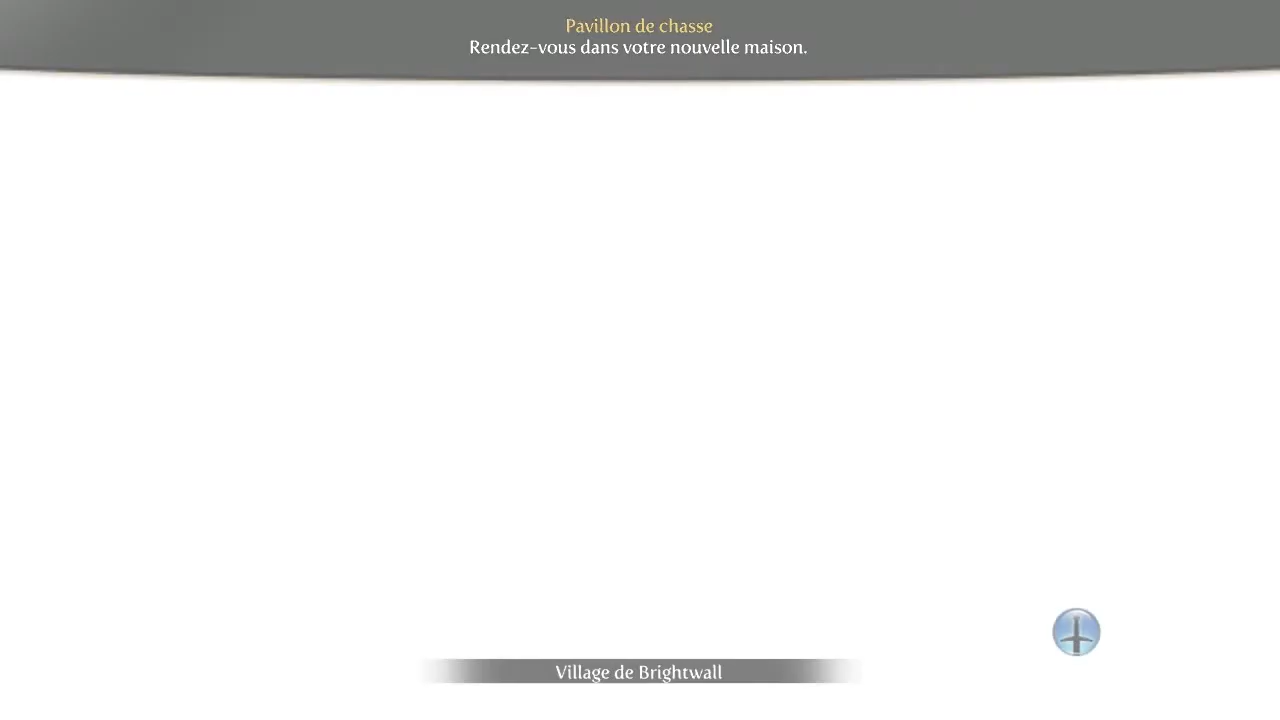 Pavillon de chasse
Rendez-vous dans votre nouvelle maison.
Village de Brightwall